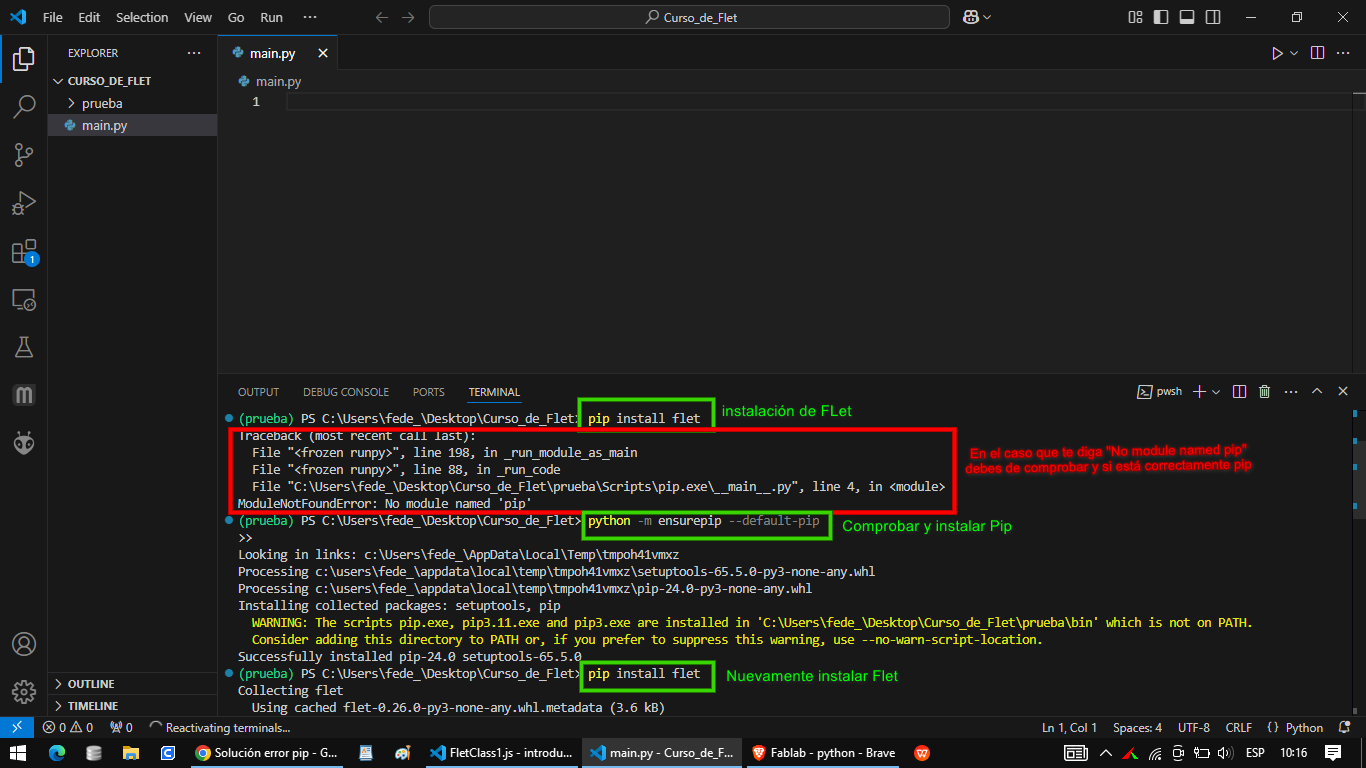 File Edit Selection View Go Run ···
Curso_de_Flet
EXPLORER ···
main.py
CURSO_DE_FLET
prueba
main.py
main.py
1
1
OUTPUT DEBUG CONSOLE PORTS TERMINAL
pwsh
(prueba) PS C:\Users\fede_\Desktop\Curso_de_FLet> pip install flet
instalación de FLet
Traceback (most recent call last):
File "<frozen runpy>", line 198, in _run_module_as_main
File "<frozen runpy>", line 88, in _run_code
File "C:\Users\fede_\Desktop\Curso_de_FLet\prueba\Scripts\pip.exe\__main__.py", line 4, in <module>
ModuleNotFoundError: No module named 'pip'
En el caso que te diga "No module named pip"
debes de comprobar y si está correctamente pip
(prueba) PS C:\Users\fede_\Desktop\Curso_de_FLet> python -m ensurepip --default-pip
Comprobar y instalar Pip
>>
Looking in links: c:\Users\fede_\AppData\Local\Temp\tmpoh41vmxz
Processing c:\users\fede_\appdata\local\temp\tmpoh41vmxz\setuptools-65.5.0-py3-none-any.whl
Processing c:\users\fede_\appdata\local\temp\tmpoh41vmxz\pip-24.0-py3-none-any.whl
Installing collected packages: setuptools, pip
WARNING: The scripts pip.exe, pip3.11.exe and pip3.exe are installed in 'C:\Users\fede_\Desktop\Curso_de_FLet\prueba\bin' which is not on PATH.
Consider adding this directory to PATH or, if you prefer to suppress this warning, use --no-warn-script-location.
Successfully installed pip-24.0 setuptools-65.5.0
(prueba) PS C:\Users\fede_\Desktop\Curso_de_FLet> pip install flet
Nuevamente instalar Flet
Collecting flet
Using cached flet-0.26.0-py3-none-any.whl.metadata (3.6 kB)
OUTLINE
TIMELINE
0 0 0 Reactivating terminals...
Ln 1, Col 1 Spaces: 4 UTF-8 CRLF {} Python
Solución error pip - G...
FletClass1.js - introdu...
main.py - Curso_de_F...
Fablab - python - Brave
ESP 10:16